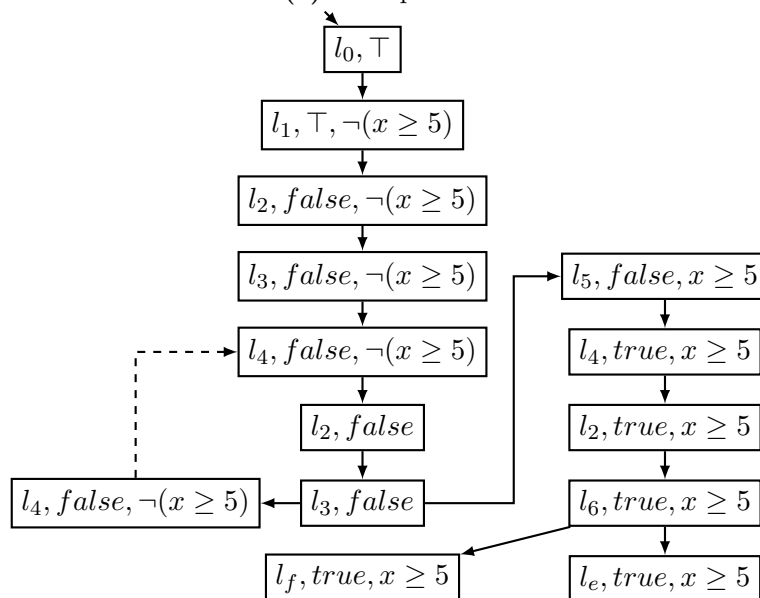 l₀, ⊤
l₁, ⊤, ¬(x ≥ 5)
l₂, false, ¬(x ≥ 5)
l₃, false, ¬(x ≥ 5)
l₅, false, x ≥ 5
l₄, false, ¬(x ≥ 5)
l₄, true, x ≥ 5
l₂, false
l₂, true, x ≥ 5
l₄, false, ¬(x ≥ 5)
l₃, false
l₆, true, x ≥ 5
l_f, true, x ≥ 5
l_e, true, x ≥ 5